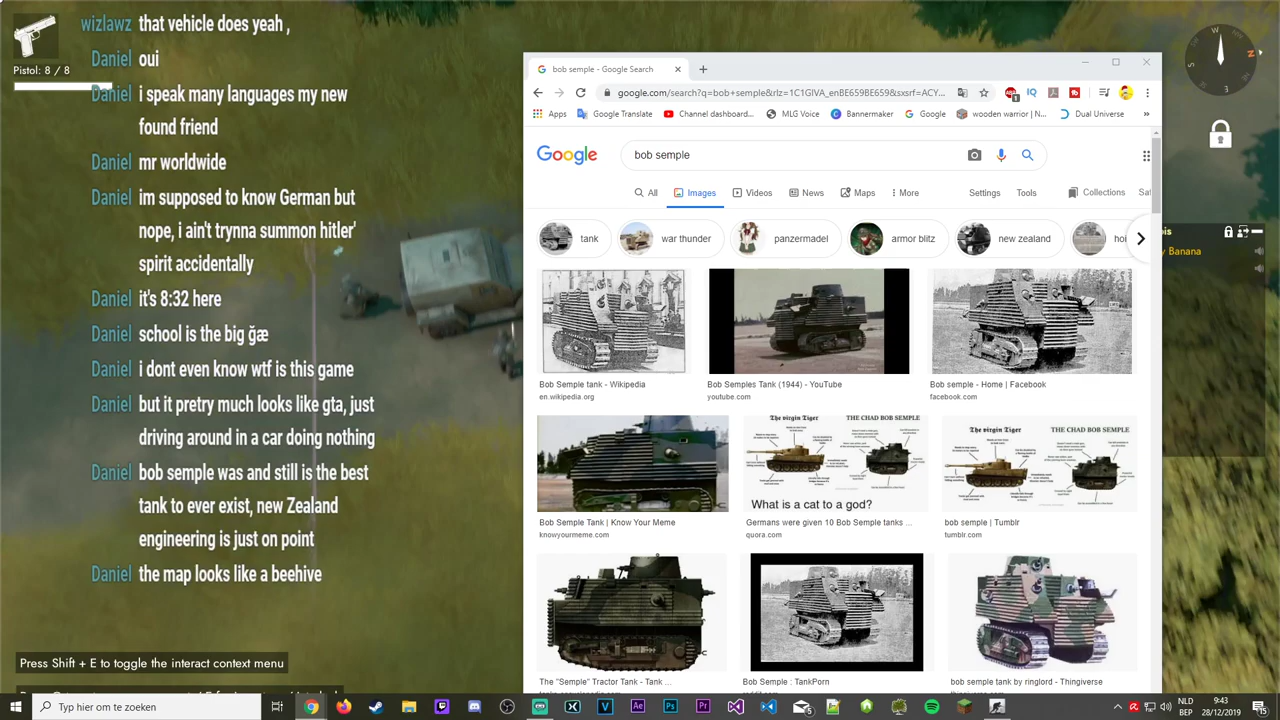 wizlawz that vehicle does yeah ,
Daniel oui
Daniel i speak many languages my new
found friend
Daniel mr worldwide
Daniel im supposed to know German but
nope, i ain't trynna summon hitler'
spirit accidentally
Daniel it's 8:32 here
Daniel school is the big ğæ
Daniel i dont even know wtf is this game
Daniel but it pretry much looks like gta, just
driving around in a car doing nothing
Daniel bob semple was and still is the best
tank to ever exist, new Zealand
engineering is just on point
Daniel the map looks like a beehive
Pistol: 8 / 8
Press Shift + E to toggle the interact context menu
bob semple - Google Search
google.com/search?q=bob+semple&rlz=1C1GIVA_enBE659BE659&sxsrf=ACY...
Apps Google Translate Channel dashboard... MLG Voice Bannermaker Google wooden warrior | N... Dual Universe »
Google bob semple
All Images Videos News Maps More Settings Tools Collections
tank war thunder panzermadel armor blitz new zealand
Bob Semple tank - Wikipedia
en.wikipedia.org
Bob Semples Tank (1944) - YouTube
youtube.com
Bob semple - Home | Facebook
facebook.com
The virgin Tiger THE CHAD BOB SEMPLE
What is a cat to a god?
The virgin Tiger THE CHAD BOB SEMPLE
Bob Semple Tank | Know Your Meme
knowyourmeme.com
Germans were given 10 Bob Semple tanks ...
quora.com
bob semple | Tumblr
tumblr.com
The "Semple" Tractor Tank - Tank ...
Bob Semple : TankPorn
bob semple tank by ringlord - Thingiverse
W
S
Banana
Typ hier om te zoeken
NLD
BEP
9:43
28/12/2019